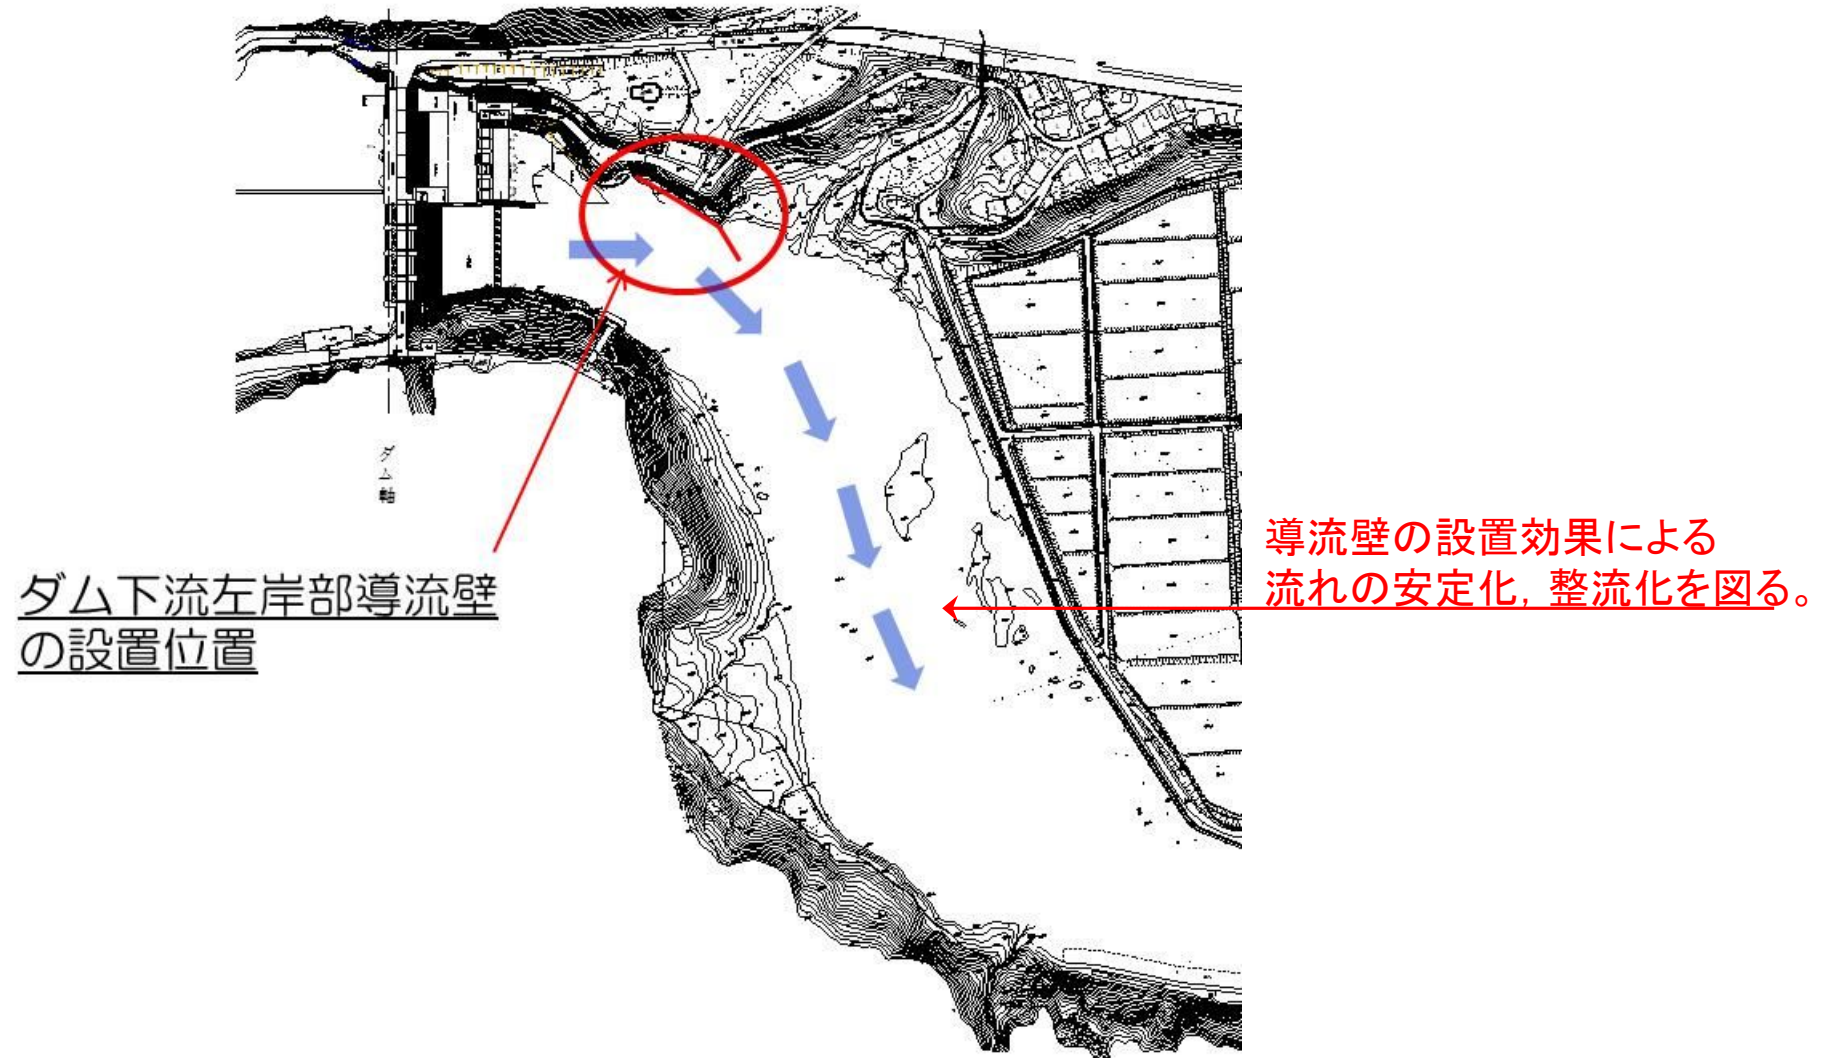 ダム軸
ダム下流左岸部導流壁
の設置位置
導流壁の設置効果による
流れの安定化, 整流化を図る。